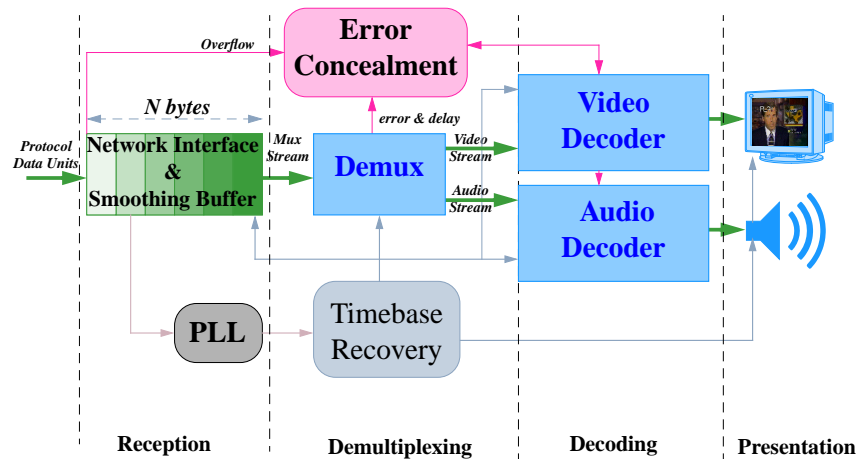 Overflow
Error
Concealment
N bytes
error & delay
Protocol
Data Units
Network Interface
&
Smoothing Buffer
Mux
Stream
Demux
Video
Stream
Audio
Stream
Video
Decoder
Audio
Decoder
PLL
Timebase
Recovery
Reception
Demultiplexing
Decoding
Presentation